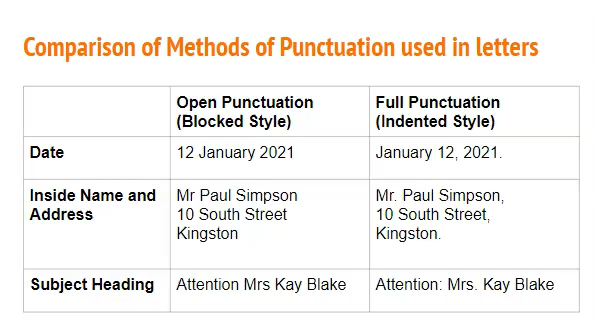 Comparison of Methods of Punctuation used in letters
Open Punctuation
(Blocked Style)
Full Punctuation
(Indented Style)
Date
12 January 2021
January 12, 2021.
Inside Name and
Address
Mr Paul Simpson
10 South Street
Kingston
Mr. Paul Simpson,
10 South Street,
Kingston.
Subject Heading
Attention Mrs Kay Blake
Attention: Mrs. Kay Blake